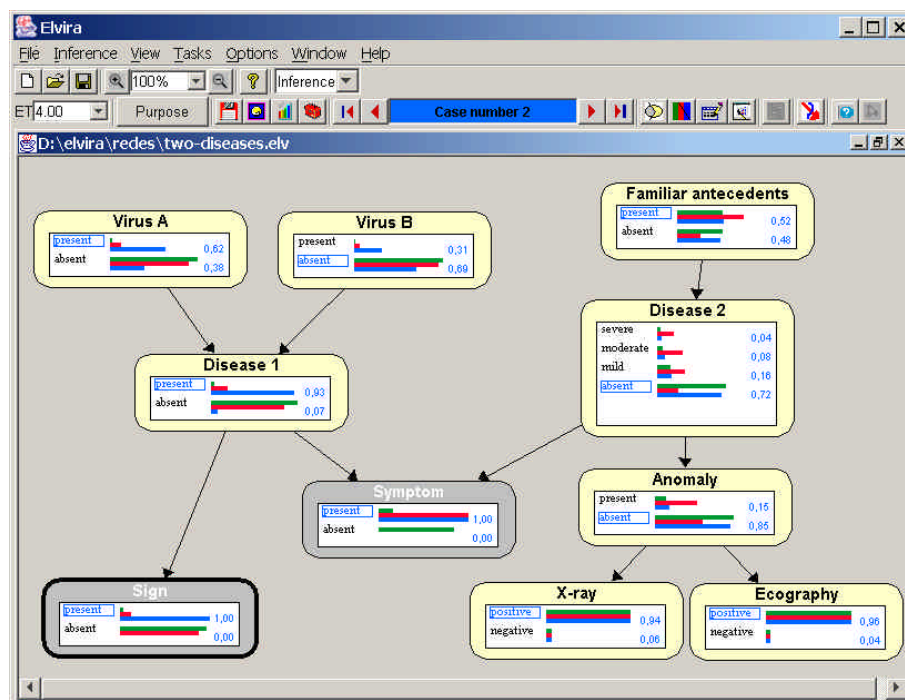 Elvira
File Inference View Tasks Options Window Help
100% Inference
ET 4.00 Purpose Case number 2
D:\elvira\redes\two-diseases.elv
Familiar antecedents
present 0,52
absent 0,48
Virus A
present 0,62
absent 0,38
Virus B
present 0,31
absent 0,69
Disease 2
severe 0,04
moderate 0,08
mild 0,16
absent 0,72
Disease 1
present 0,93
absent 0,07
Anomaly
present 0,15
absent 0,85
Symptom
present 1,00
absent 0,00
Sign
present 1,00
absent 0,00
X-ray
positive 0,94
negative 0,06
Ecography
positive 0,96
negative 0,04